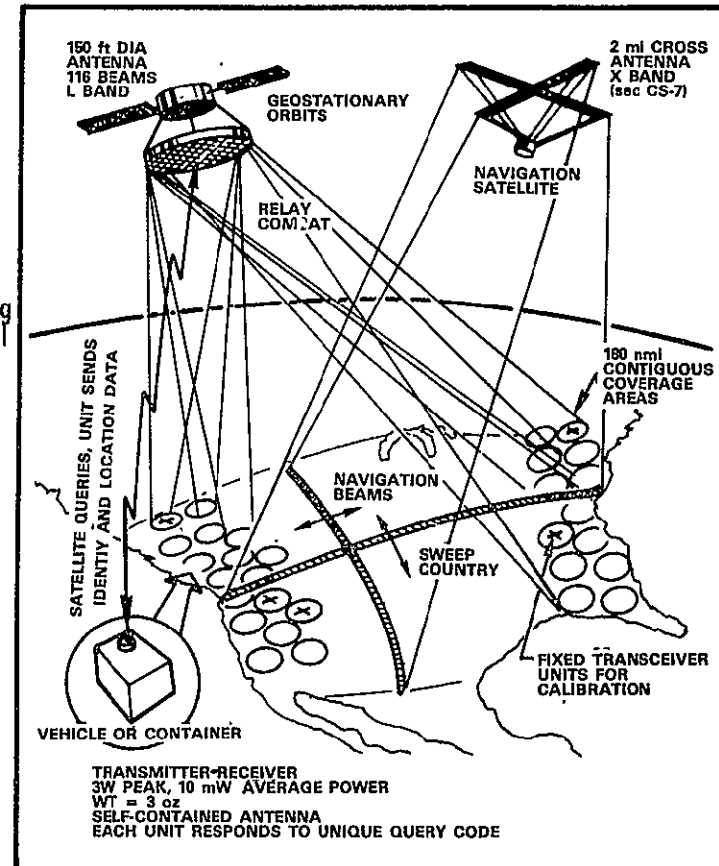 150 ft DIA
ANTENNA
116 BEAMS
L BAND
GEOSTATIONARY
ORBITS
2 mi CROSS
ANTENNA
X BAND
(see CS-7)
NAVIGATION
SATELLITE
RELAY
COMSAT
g
160 nmi
CONTIGUOUS
COVERAGE
AREAS
SATELLITE QUERIES, UNIT SENDS
IDENTIY AND LOCATION DATA
NAVIGATION
BEAMS
SWEEP
COUNTRY
FIXED TRANSCEIVER
UNITS FOR
CALIBRATION
VEHICLE OR CONTAINER
TRANSMITTER-RECEIVER
3W PEAK, 10 mW AVERAGE POWER
WT = 3 oz
SELF-CONTAINED ANTENNA
EACH UNIT RESPONDS TO UNIQUE QUERY CODE